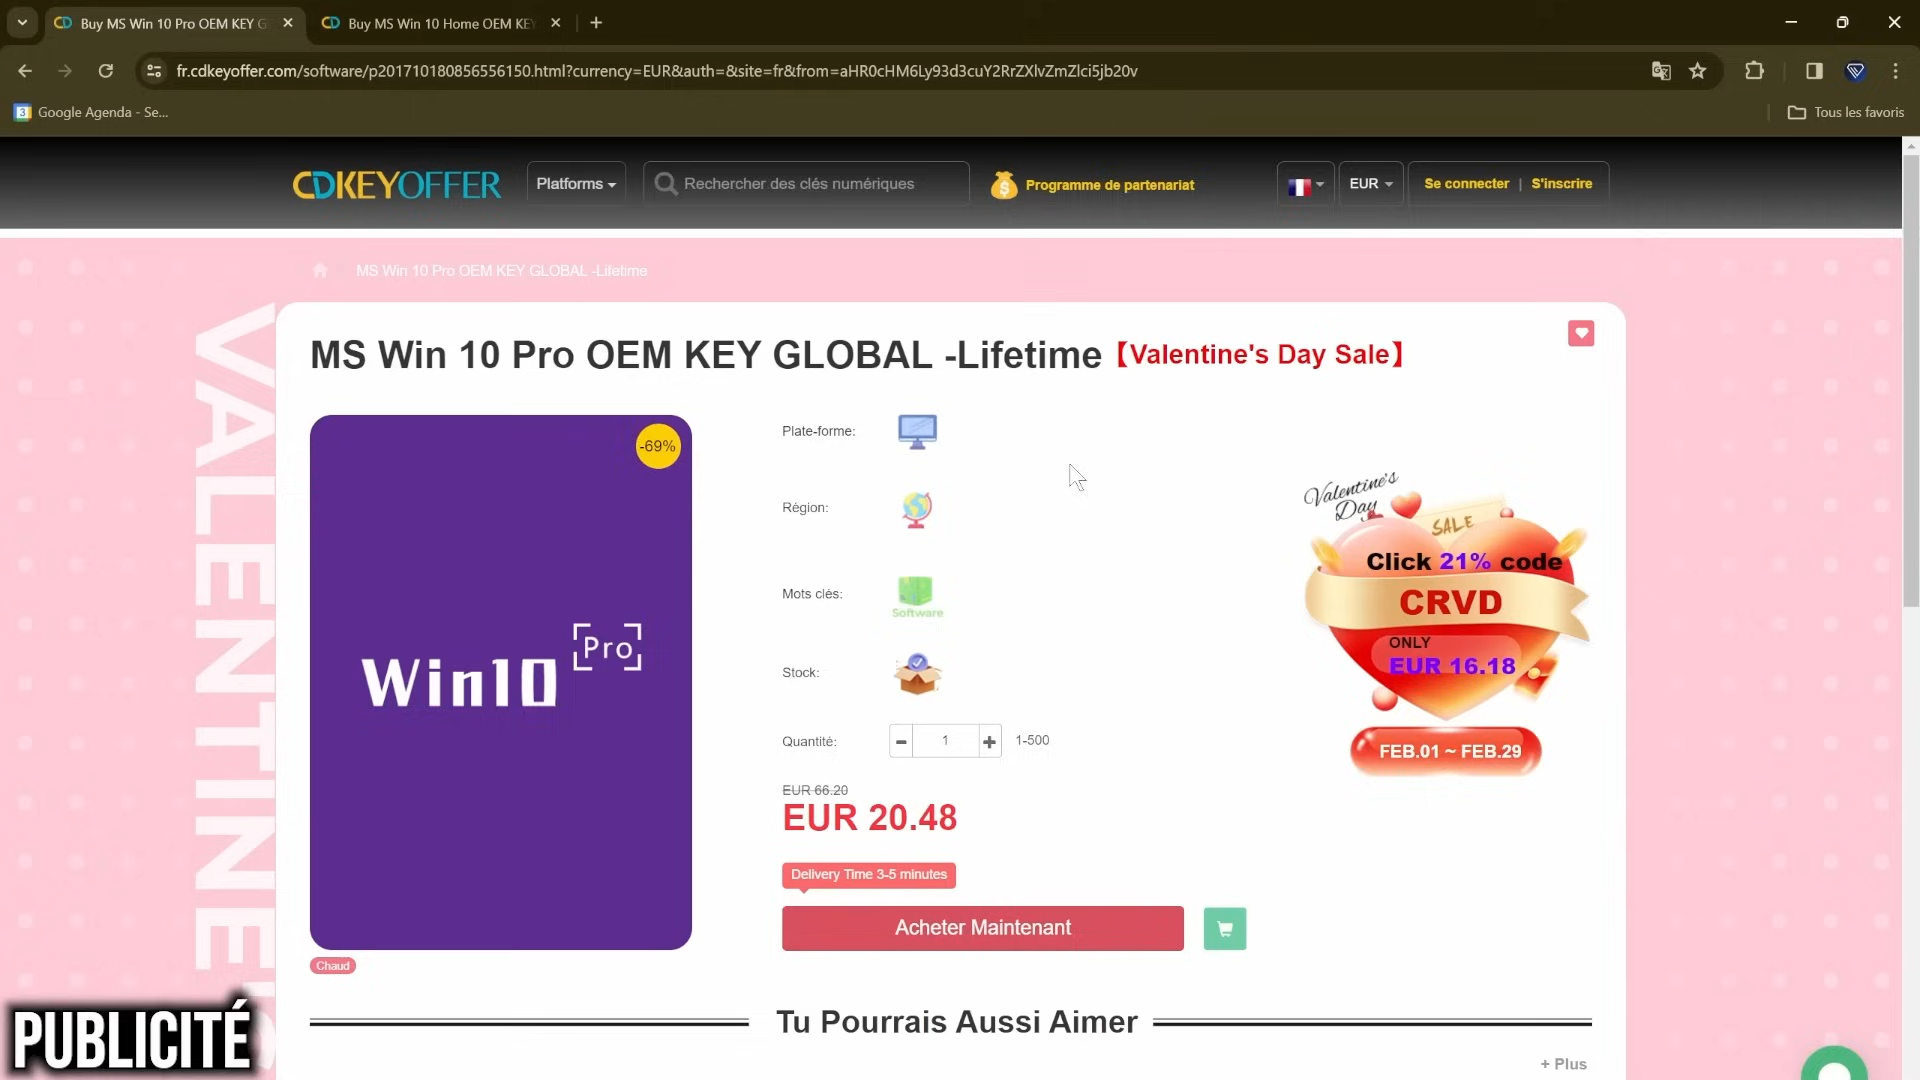 Buy MS Win 10 Pro OEM KEY G
Buy MS Win 10 Home OEM KE
fr.cdkeyoffer.com/software/p201710180856556150.html?currency=EUR&auth=&site=fr&from=aHR0cHM6Ly93d3cuY2RrZXlvZmZlci5jb20v
3
Google Agenda - Se...
Tous les favoris
CDKEYOFFER
Platforms
Rechercher des clés numériques
$
Programme de partenariat
EUR
Se connecter | S'inscrire
MS Win 10 Pro OEM KEY GLOBAL -Lifetime
MS Win 10 Pro OEM KEY GLOBAL -Lifetime【Valentine's Day Sale】
VALENTINE'S
-69%
Win10 [Pro]
Chaud
Plate-forme:
Région:
Mots clés:
Software
Stock:
Quantité:
- 1 + 1-500
EUR 66.20
EUR 20.48
Delivery Time 3-5 minutes
Acheter Maintenant
Valentine's
Day
SALE
Click 21% code
CRVD
ONLY
EUR 16.18
FEB.01 ~ FEB.29
Tu Pourrais Aussi Aimer
+ Plus
PUBLICITÉ